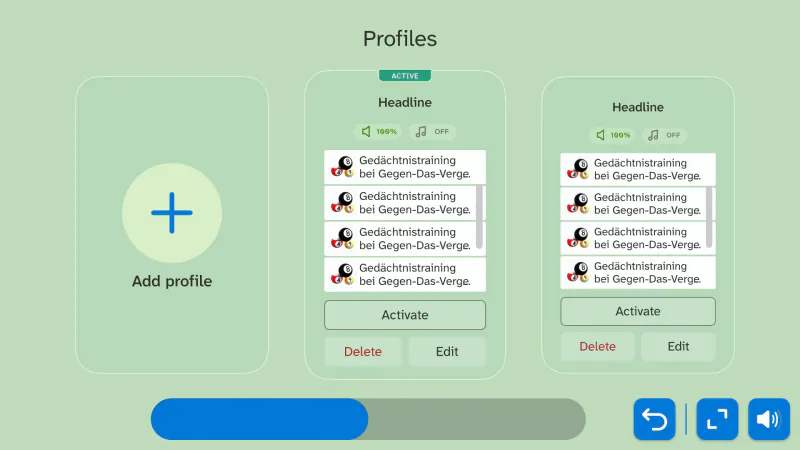 Profiles
Add profile
ACTIVE
Headline
100% OFF
Gedächtnistraining
bei Gegen-Das-Verge.
Gedächtnistraining
bei Gegen-Das-Verge.
Gedächtnistraining
bei Gegen-Das-Verge.
Gedächtnistraining
bei Gegen-Das-Verge.
Activate
Delete Edit
Headline
100% OFF
Gedächtnistraining
bei Gegen-Das-Verge.
Gedächtnistraining
bei Gegen-Das-Verge.
Gedächtnistraining
bei Gegen-Das-Verge.
Gedächtnistraining
bei Gegen-Das-Verge.
Activate
Delete Edit